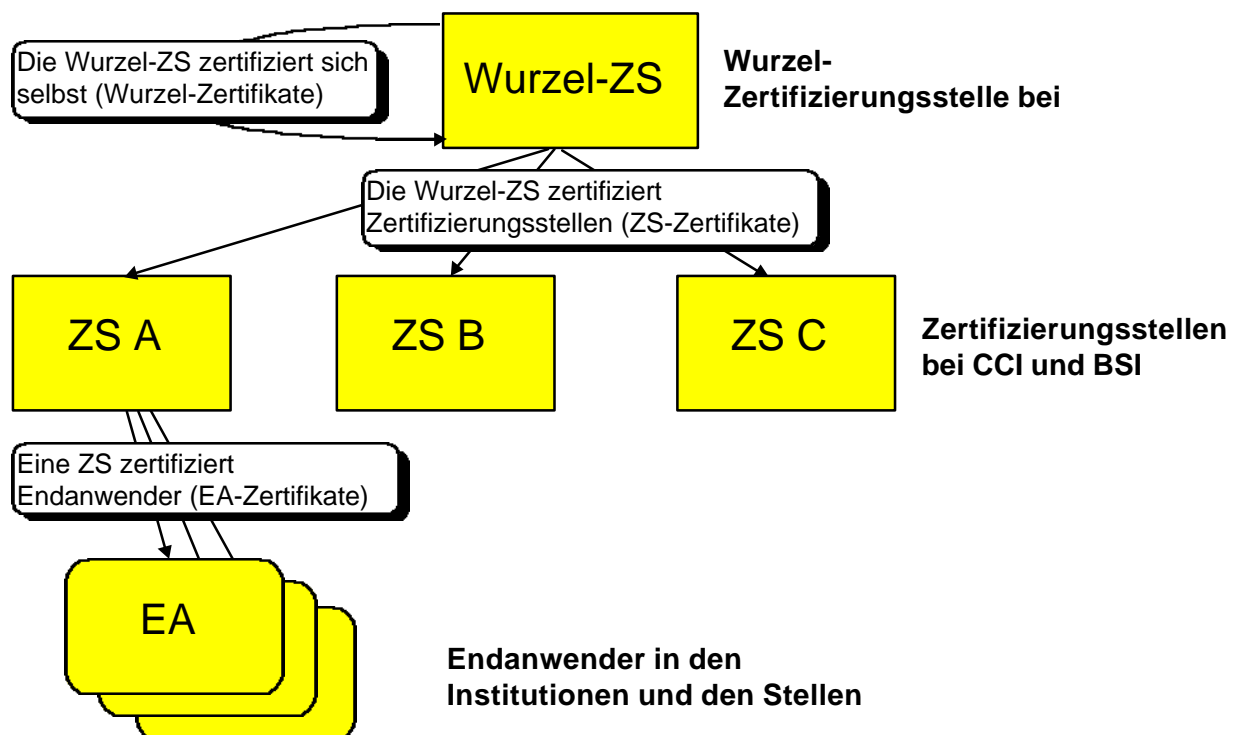 Die Wurzel-ZS zertifiziert sich
selbst (Wurzel-Zertifikate)
Wurzel-ZS
Wurzel-
Zertifizierungsstelle bei
Die Wurzel-ZS zertifiziert
Zertifizierungsstellen (ZS-Zertifikate)
ZS A
ZS B
ZS C
Zertifizierungsstellen
bei CCI und BSI
Eine ZS zertifiziert
Endanwender (EA-Zertifikate)
EA
Endanwender in den
Institutionen und den Stellen